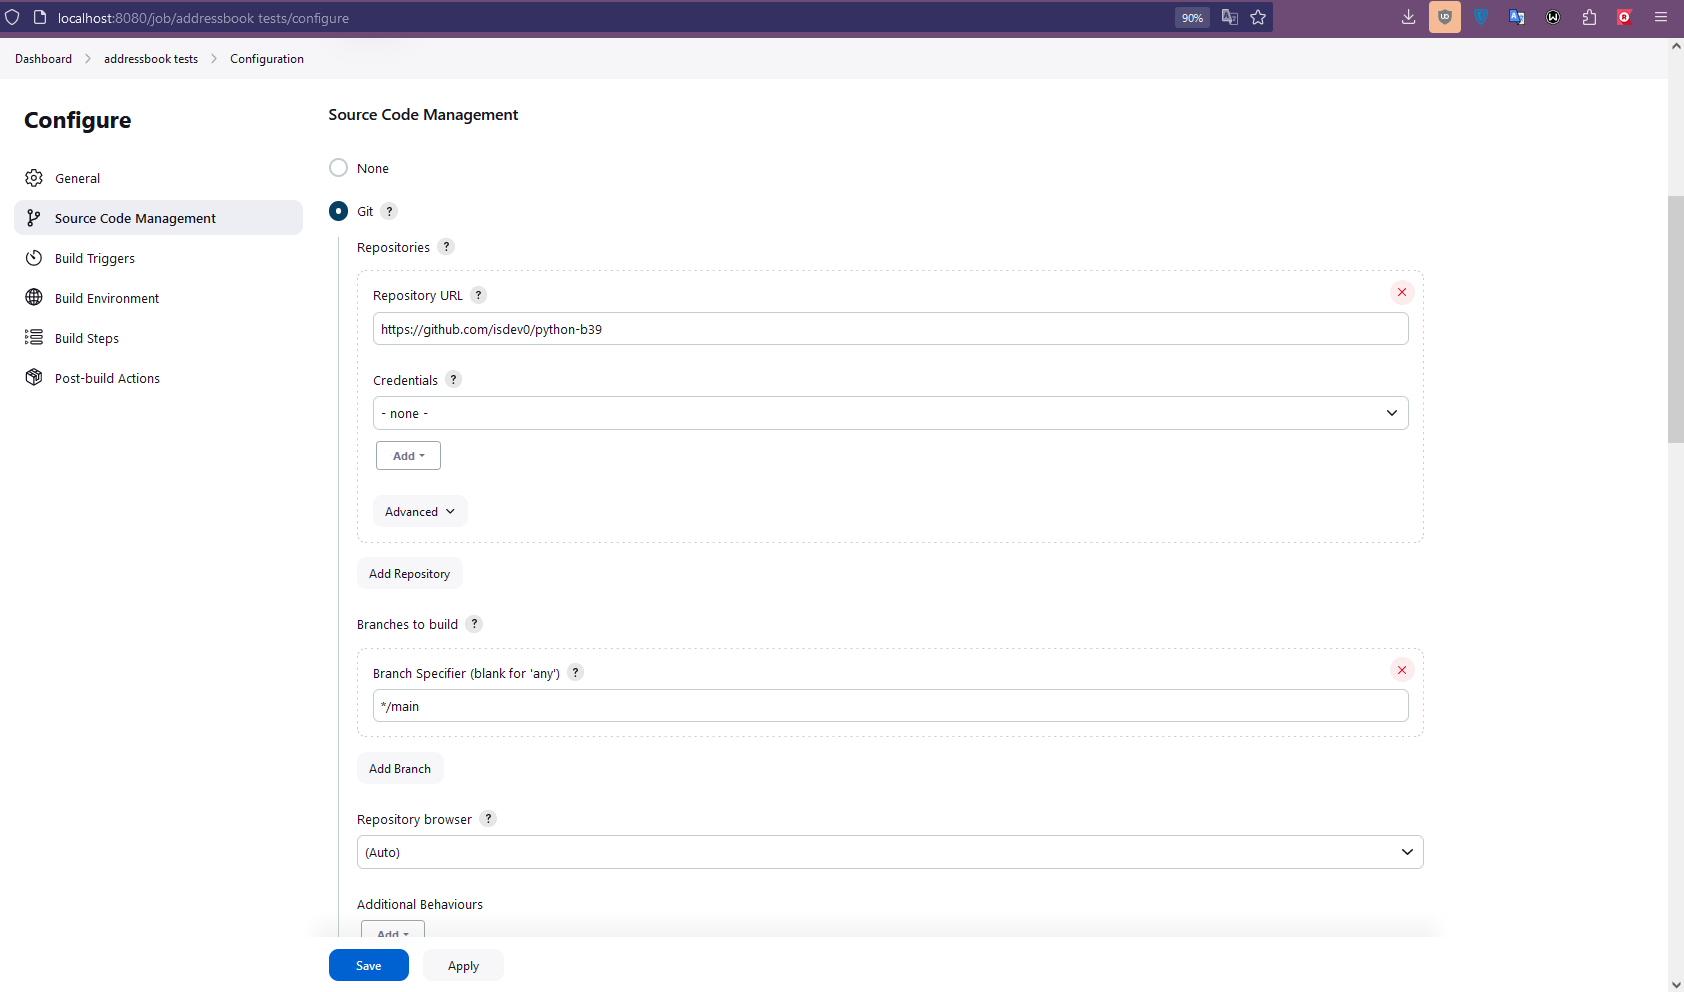 localhost:8080/job/addressbook tests/configure
90%
Dashboard
addressbook tests
Configuration
Configure
General
Source Code Management
Build Triggers
Build Environment
Build Steps
Post-build Actions
Source Code Management
None
Git ?
Repositories ?
Repository URL ?
https://github.com/isdev0/python-b39
Credentials ?
- none -
Add
Advanced
Add Repository
Branches to build ?
Branch Specifier (blank for 'any') ?
*/main
Add Branch
Repository browser ?
(Auto)
Additional Behaviours
Add
Save
Apply